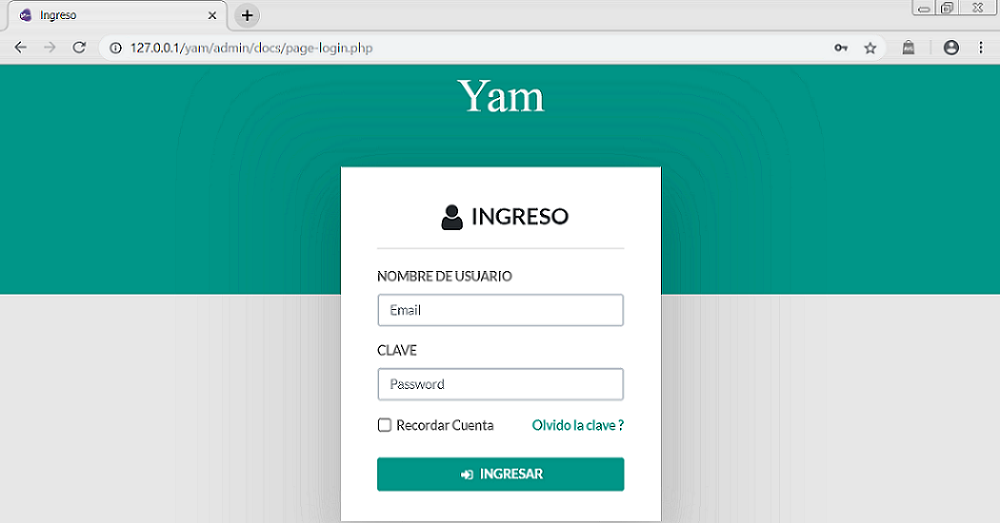 Ingreso
127.0.0.1/yam/admin/docs/page-login.php
Yam
INGRESO
NOMBRE DE USUARIO
Email
CLAVE
Password
Recordar Cuenta Olvido la clave ?
INGRESAR